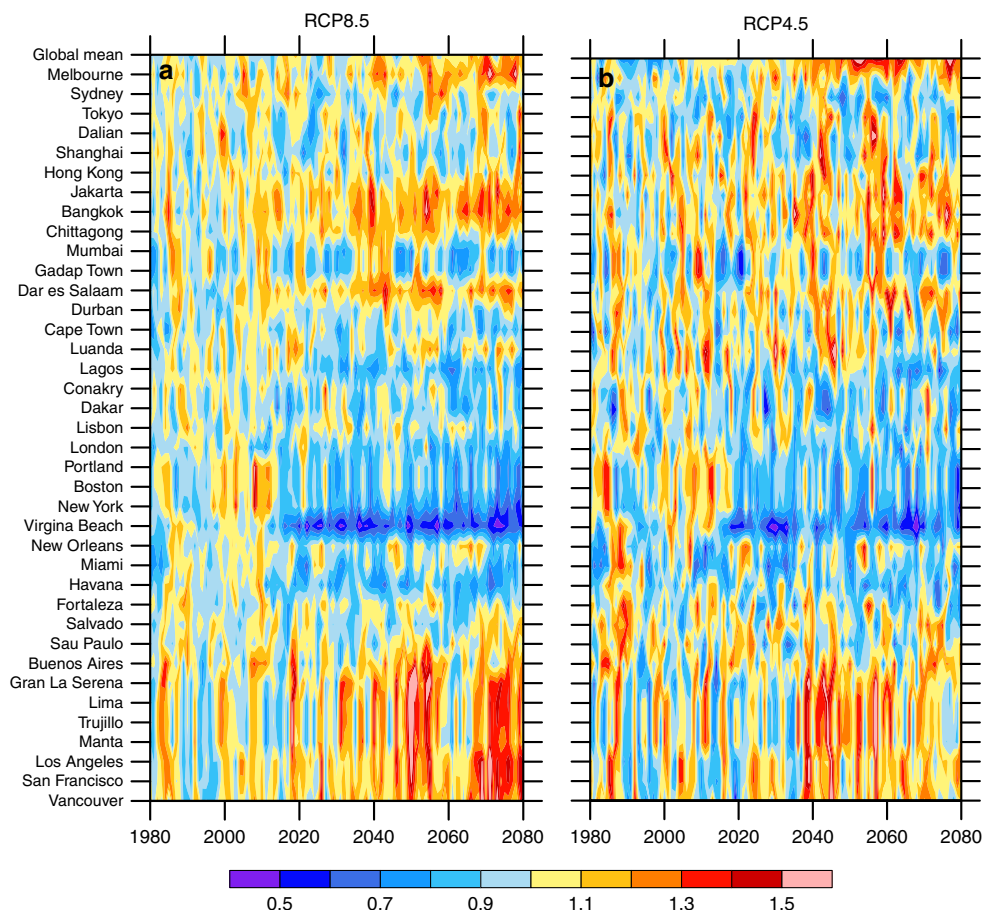 RCP8.5
RCP4.5
a
b
Global mean
Melbourne
Sydney
Tokyo
Dalian
Shanghai
Hong Kong
Jakarta
Bangkok
Chittagong
Mumbai
Gadap Town
Dar es Salaam
Durban
Cape Town
Luanda
Lagos
Conakry
Dakar
Lisbon
London
Portland
Boston
New York
Virgina Beach
New Orleans
Miami
Havana
Fortaleza
Salvado
Sau Paulo
Buenos Aires
Gran La Serena
Lima
Trujillo
Manta
Los Angeles
San Francisco
Vancouver
1980 2000 2020 2040 2060 2080
1980 2000 2020 2040 2060 2080
0.5 0.7 0.9 1.1 1.3 1.5